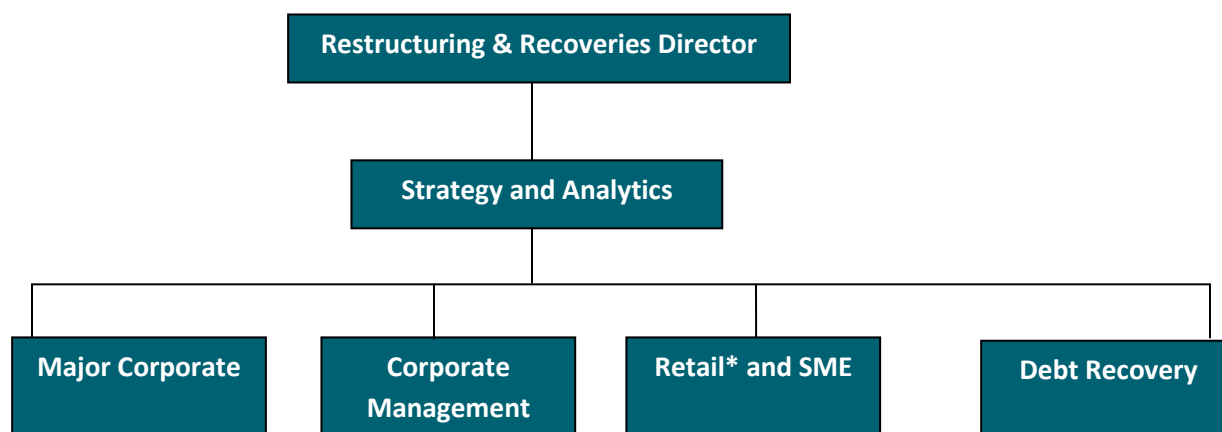 Restructuring & Recoveries Director
Strategy and Analytics
Major Corporate
Corporate
Management
Retail* and SME
Debt Recovery